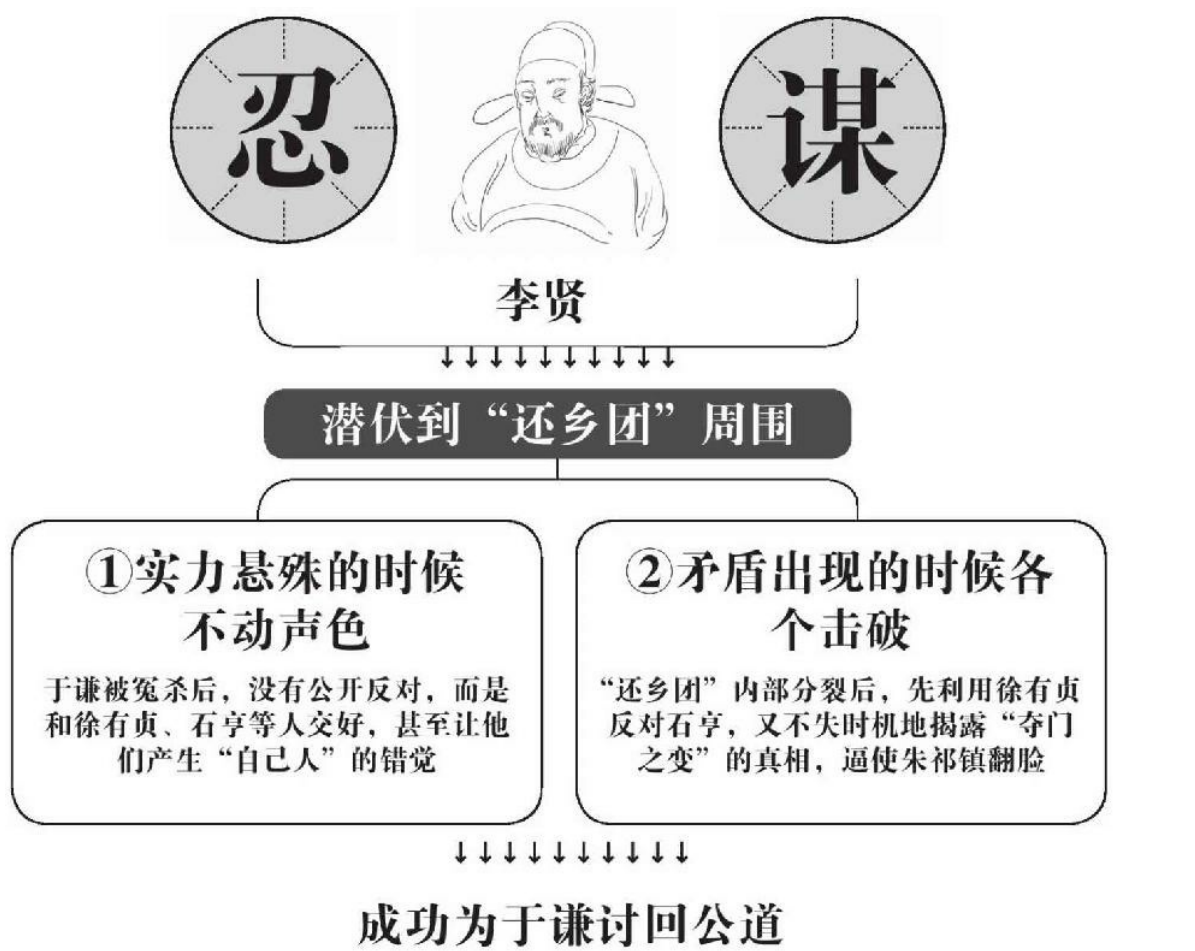 忍
谋
李贤
↓↓↓↓↓↓↓↓↓↓
潜伏到“还乡团”周围
①实力悬殊的时候
不动声色
于谦被冤杀后，没有公开反对，而是
和徐有贞、石亨等人交好，甚至让他
们产生“自己人”的错觉
②矛盾出现的时候各
个击破
“还乡团”内部分裂后，先利用徐有贞
反对石亨，又不失时机地揭露“夺门
之变”的真相，逼使朱祁镇翻脸
↓↓↓↓↓↓↓↓↓↓
成功为于谦讨回公道